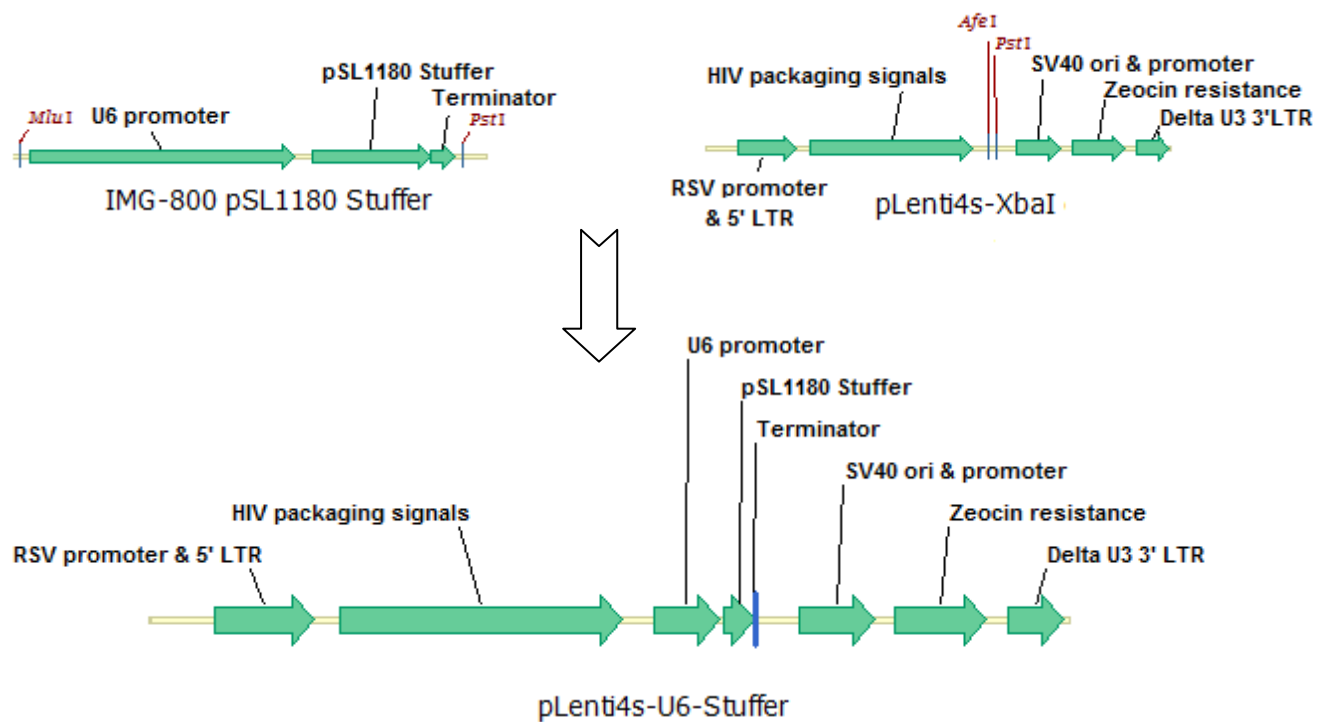 pSL1180 Stuffer
Terminator
MluI
U6 promoter
PstI
IMG-800 pSL1180 Stuffer
AfeI
PstI
HIV packaging signals
SV40 ori & promoter
Zeocin resistance
Delta U3 3'LTR
RSV promoter
& 5' LTR
pLenti4s-XbaI
U6 promoter
pSL1180 Stuffer
Terminator
SV40 ori & promoter
HIV packaging signals
Zeocin resistance
RSV promoter & 5' LTR
Delta U3 3' LTR
pLenti4s-U6-Stuffer